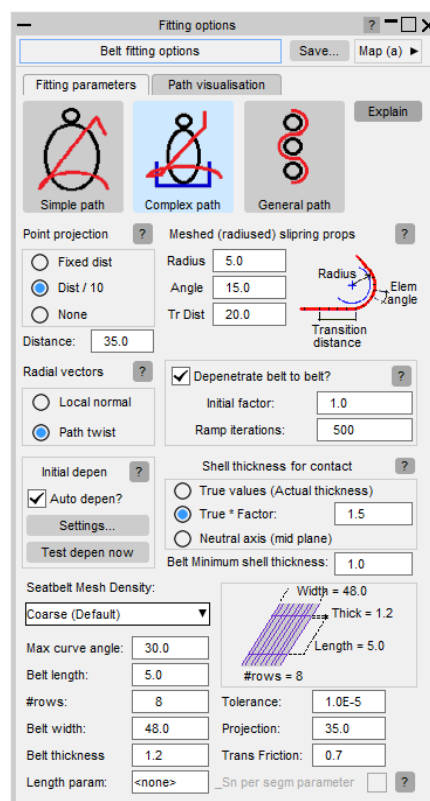 Fitting options
?
Belt fitting options
Save...
Map (a) ▶
Fitting parameters
Path visualisation
Simple path
Complex path
General path
Explain
Point projection
?
Fixed dist
Dist / 10
None
Distance:
35.0
Meshed (radiused) slipring props
?
Radius
5.0
Angle
15.0
Tr Dist
20.0
Radius
Elem
angle
Transition
distance
Radial vectors
?
Local normal
Path twist
Depenetrate belt to belt?
?
Initial factor:
1.0
Ramp iterations:
500
Initial depen
?
Auto depen?
Settings...
Test depen now
Shell thickness for contact
?
True values (Actual thickness)
True * Factor:
1.5
Neutral axis (mid plane)
Belt Minimum shell thickness:
1.0
Seatbelt Mesh Density:
Coarse (Default)
▼
Width = 48.0
Thick = 1.2
Length = 5.0
#rows = 8
Max curve angle:
30.0
Belt length:
5.0
#rows:
8
Tolerance:
1.0E-5
Belt width:
48.0
Projection:
35.0
Belt thickness
1.2
Trans Friction:
0.7
Length param:
<none>
_Sn per segm parameter
?